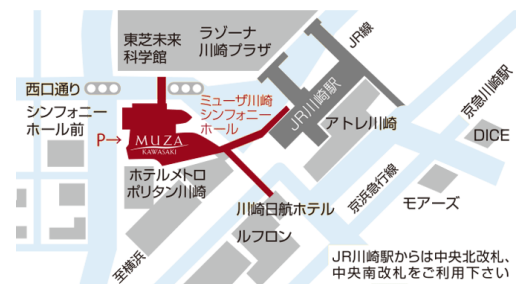 東芝未来
科学館
ラゾーナ
川崎プラザ
JR線
西口通り
シンフォニー
ホール前
P→
MUZA
KAWASAKI
ミューザ川崎
シンフォニー
ホール
JR川崎駅
アトレ川崎
京急川崎駅
DICE
ホテルメトロ
ポリタン川崎
川崎日航ホテル
ルフロン
京浜急行線
モアーズ
至横浜
JR川崎駅からは中央北改札、
中央南改札をご利用下さい